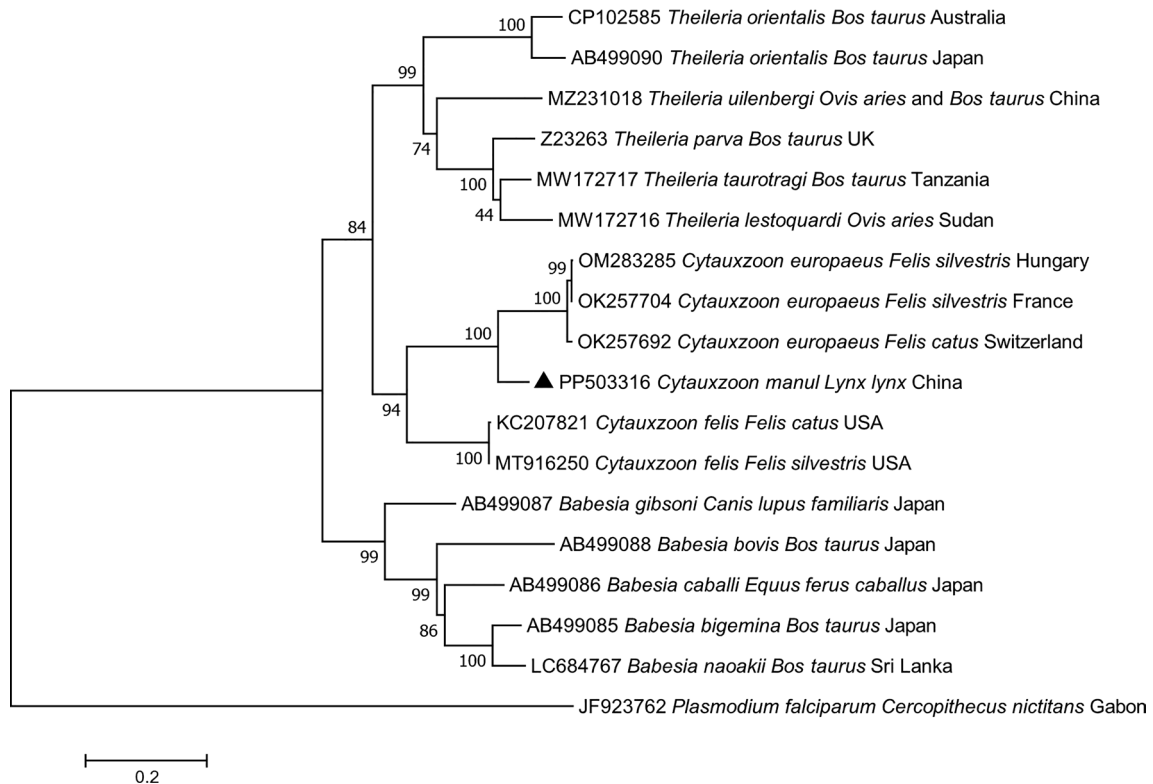 100 CP102585 Theileria orientalis Bos taurus Australia
AB499090 Theileria orientalis Bos taurus Japan
99
MZ231018 Theileria uilenbergi Ovis aries and Bos taurus China
74
Z23263 Theileria parva Bos taurus UK
100 MW172717 Theileria taurotragi Bos taurus Tanzania
44 MW172716 Theileria lestoquardi Ovis aries Sudan
84
99 OM283285 Cytauxzoon europaeus Felis silvestris Hungary
100 OK257704 Cytauxzoon europaeus Felis silvestris France
100 OK257692 Cytauxzoon europaeus Felis catus Switzerland
PP503316 Cytauxzoon manul Lynx lynx China
94
KC207821 Cytauxzoon felis Felis catus USA
100 MT916250 Cytauxzoon felis Felis silvestris USA
AB499087 Babesia gibsoni Canis lupus familiaris Japan
99 AB499088 Babesia bovis Bos taurus Japan
99 AB499086 Babesia caballi Equus ferus caballus Japan
86 AB499085 Babesia bigemina Bos taurus Japan
100 LC684767 Babesia naoakii Bos taurus Sri Lanka
JF923762 Plasmodium falciparum Cercopithecus nictitans Gabon
0.2